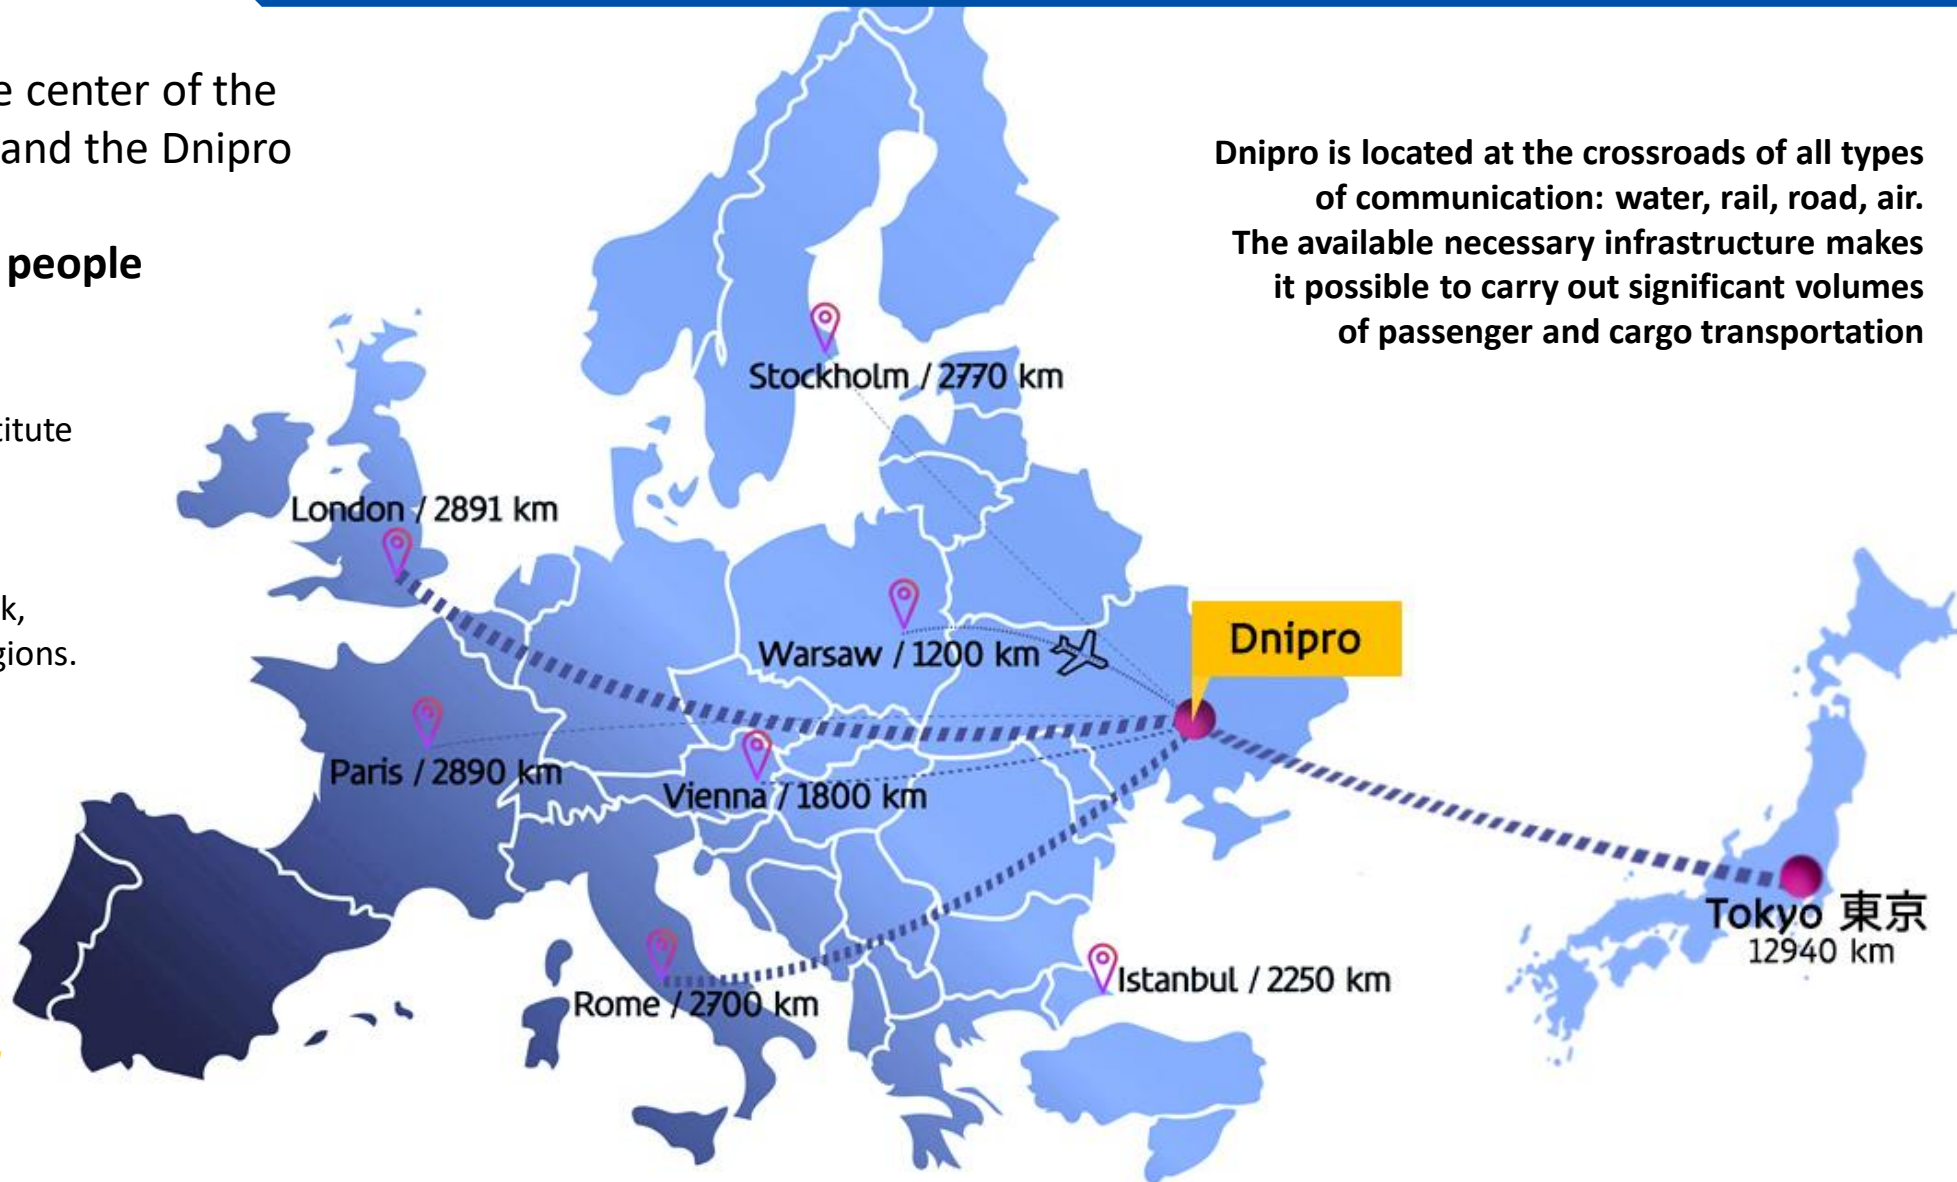 e center of the
and the Dnipro
people
titute
k,
gions.
Dnipro is located at the crossroads of all types
of communication: water, rail, road, air.
The available necessary infrastructure makes
it possible to carry out significant volumes
of passenger and cargo transportation
Stockholm / 2770 km
London / 2891 km
Warsaw / 1200 km
Dnipro
Paris / 2890 km
Vienna / 1800 km
Tokyo 東京
12940 km
Istanbul / 2250 km
Rome / 2700 km